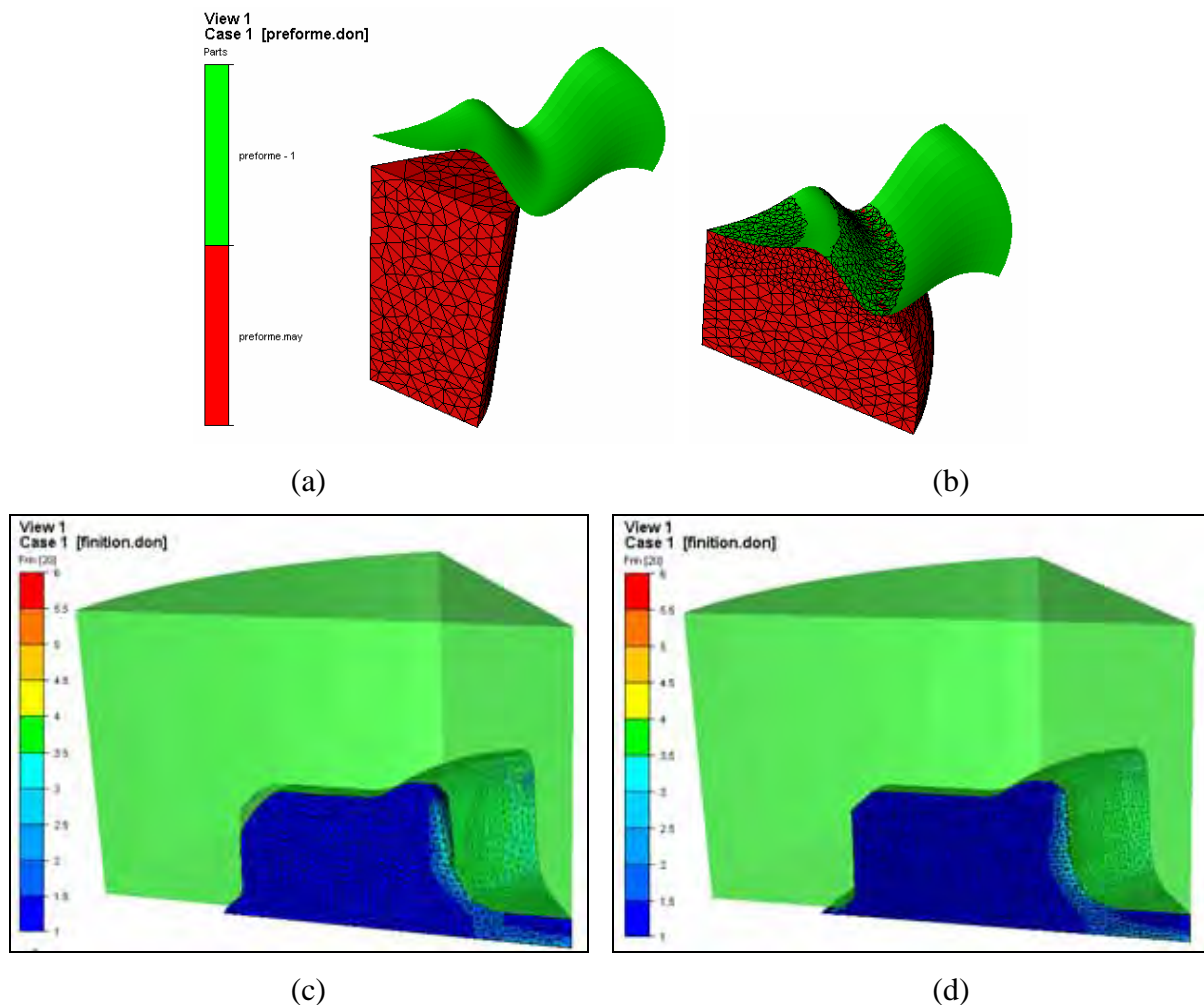 View 1
Case 1 [preforme.don]
Parts
preforme - 1
preforme.may
(a)
(b)
View 1
Case 1 [finition.don]
6
5.5
5
4.5
4
3.5
3
2.5
2
1.5
1
View 1
Case 1 [finition.don]
6
5.5
5
4.5
4
3.5
3
2.5
2
1.5
1
(c)
(d)